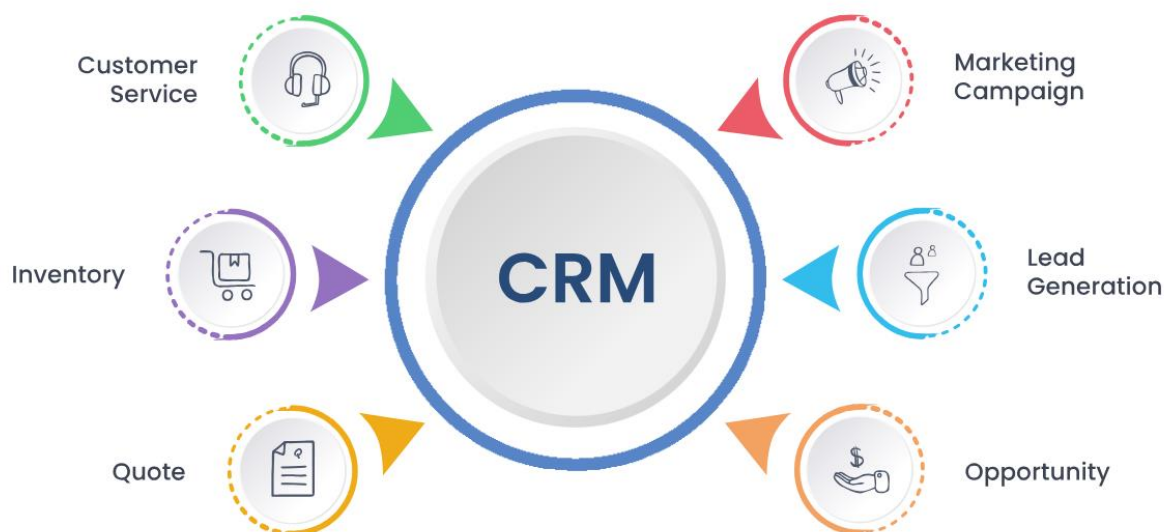 Customer
Service
Marketing
Campaign
Inventory
CRM
Lead
Generation
Quote
Opportunity